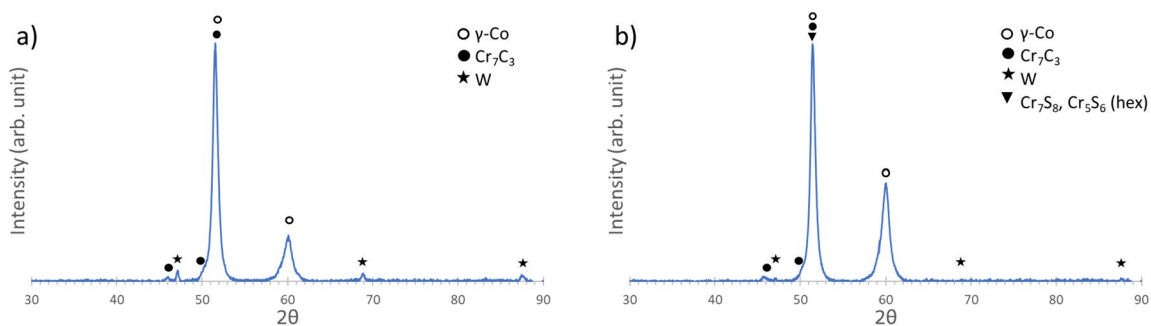 a)
γ-Co
Cr₇C₃
W
Intensity (arb. unit)
30 40 50 60 70 80 90
2θ
b)
γ-Co
Cr₇C₃
W
Cr₇S₈, Cr₅S₆ (hex)
Intensity (arb. unit)
30 40 50 60 70 80 90
2θ